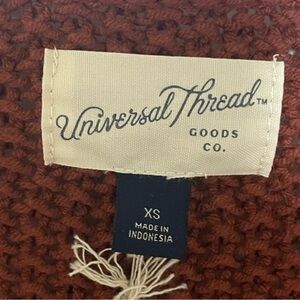 Universal Thread™
GOODS
CO.
XS
MADE IN
INDONESIA